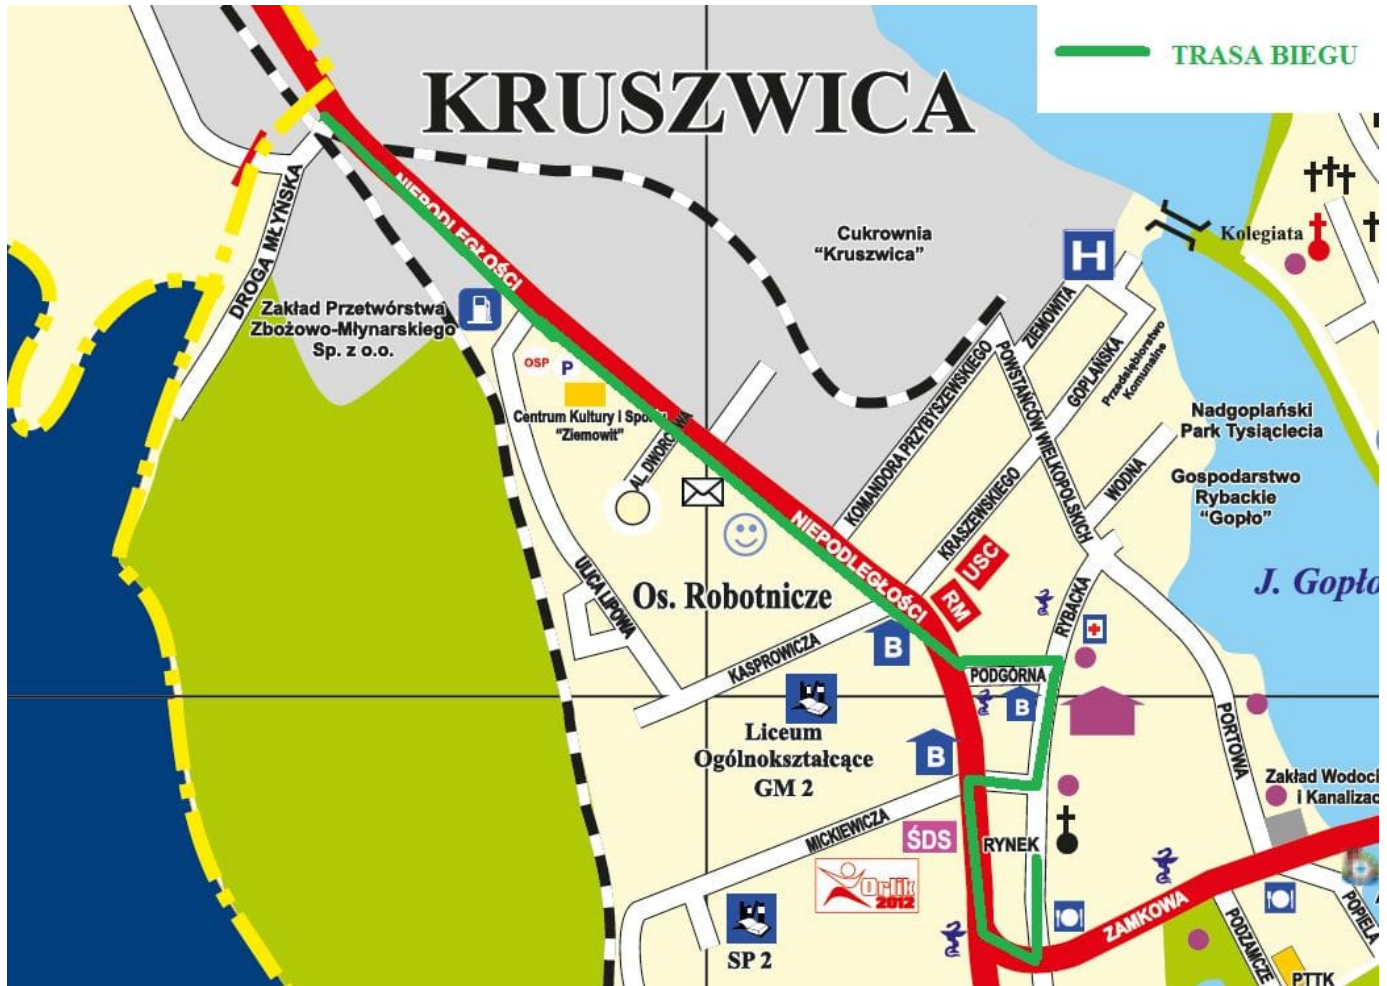 TRASA BIEGU
KRUSZWICA
NIEPODLEGŁOŚCI
DROGA MŁYŃSKA
Cukrownia
"Kruszwica"
H
Kolegiata
Zakład Przetwórstwa
Zbożowo-Młynarskiego
Sp. z o.o.
OSP
P
Centrum Kultury I Sportu
"Ziemowit"
AL. DWORCOWA
KOMANDORA PRZYBYSZEWSKIEGO
ZIEMOWITA
POWSTAŃCÓW WIELKOPOLSKICH
GOPLAŃSKA
Przedsiębiorstwo
Komunalne
KRASZEWSKIEGO
WODNA
Nadgoplański
Park Tysiąclecia
Gospodarstwo
Rybackie
"Gopło"
J. Gopło
NIEPODLEGŁOŚCI
USC
RM
ULICA LIPOWA
Os. Robotnicze
RYBACKA
KASPROWICZA
B
PODGÓRNA
B
Liceum
Ogólnokształcące
GM 2
B
PORTOWA
Zakład Wodoci
i Kanalizac
MICKIEWICZA
ŚDS
RYNEK
Orlik
2012
SP 2
ZAMKOWA
PODZAMCZE
POPIELA
PTTK